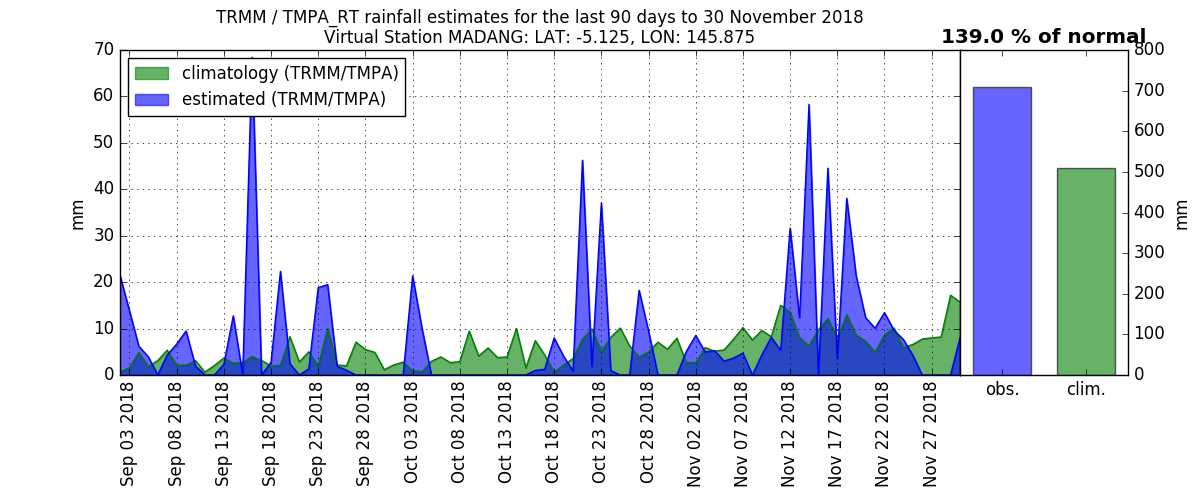 TRMM / TMPA_RT rainfall estimates for the last 90 days to 30 November 2018
Virtual Station MADANG: LAT: -5.125, LON: 145.875
139.0 % of normal
climatology (TRMM/TMPA)
estimated (TRMM/TMPA)
mm
70
60
50
40
30
20
10
0
Sep 03 2018
Sep 08 2018
Sep 13 2018
Sep 18 2018
Sep 23 2018
Sep 28 2018
Oct 03 2018
Oct 08 2018
Oct 13 2018
Oct 18 2018
Oct 23 2018
Oct 28 2018
Nov 02 2018
Nov 07 2018
Nov 12 2018
Nov 17 2018
Nov 22 2018
Nov 27 2018
obs.
clim.
800
700
600
500
400
300
200
100
0
mm